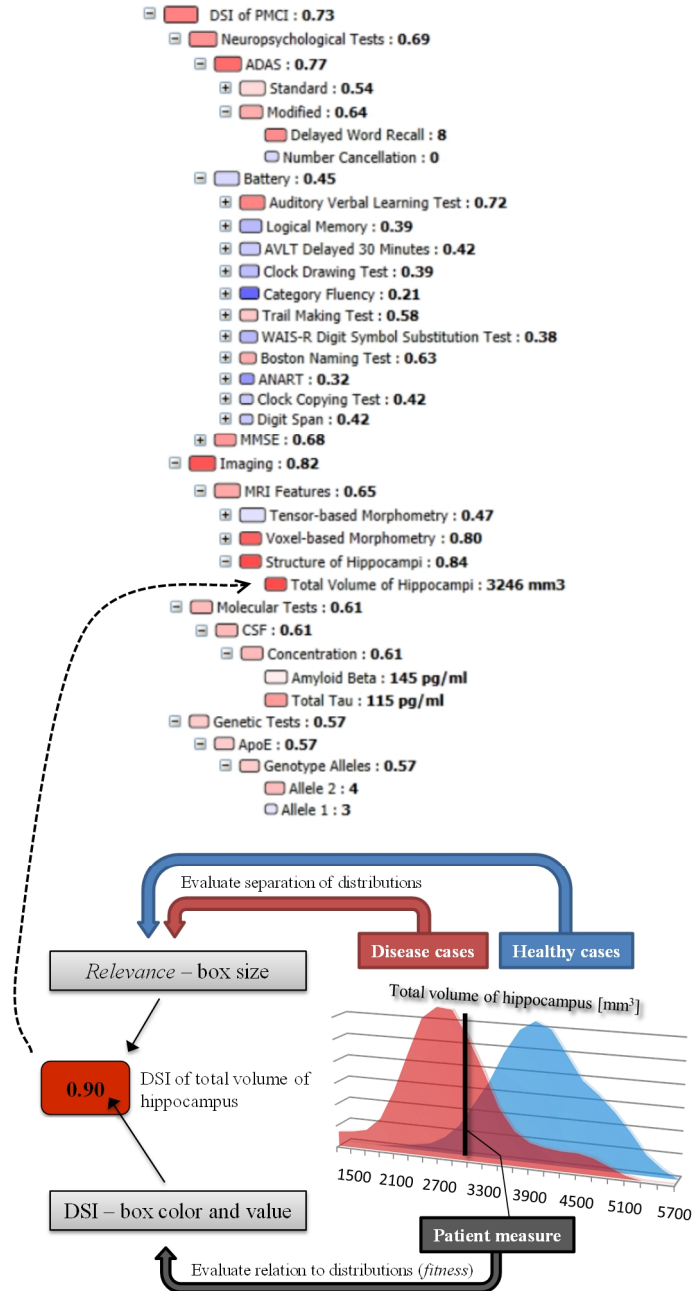 DSI of PMCI : 0.73
Neuropsychological Tests : 0.69
ADAS : 0.77
Standard : 0.54
Modified : 0.64
Delayed Word Recall : 8
Number Cancellation : 0
Battery : 0.45
Auditory Verbal Learning Test : 0.72
Logical Memory : 0.39
AVLT Delayed 30 Minutes : 0.42
Clock Drawing Test : 0.39
Category Fluency : 0.21
Trail Making Test : 0.58
WAIS-R Digit Symbol Substitution Test : 0.38
Boston Naming Test : 0.63
ANART : 0.32
Clock Copying Test : 0.42
Digit Span : 0.42
MMSE : 0.68
Imaging : 0.82
MRI Features : 0.65
Tensor-based Morphometry : 0.47
Voxel-based Morphometry : 0.80
Structure of Hippocampi : 0.84
Total Volume of Hippocampi : 3246 mm3
Molecular Tests : 0.61
CSF : 0.61
Concentration : 0.61
Amyloid Beta : 145 pg/ml
Total Tau : 115 pg/ml
Genetic Tests : 0.57
ApoE : 0.57
Genotype Alleles : 0.57
Allele 2 : 4
Allele 1 : 3
Evaluate separation of distributions
Disease cases
Healthy cases
Relevance – box size
Total volume of hippocampus [mm³]
0.90
DSI of total volume of
hippocampus
1500 2100 2700 3300 3900 4500 5100 5700
DSI – box color and value
Patient measure
Evaluate relation to distributions (fitness)